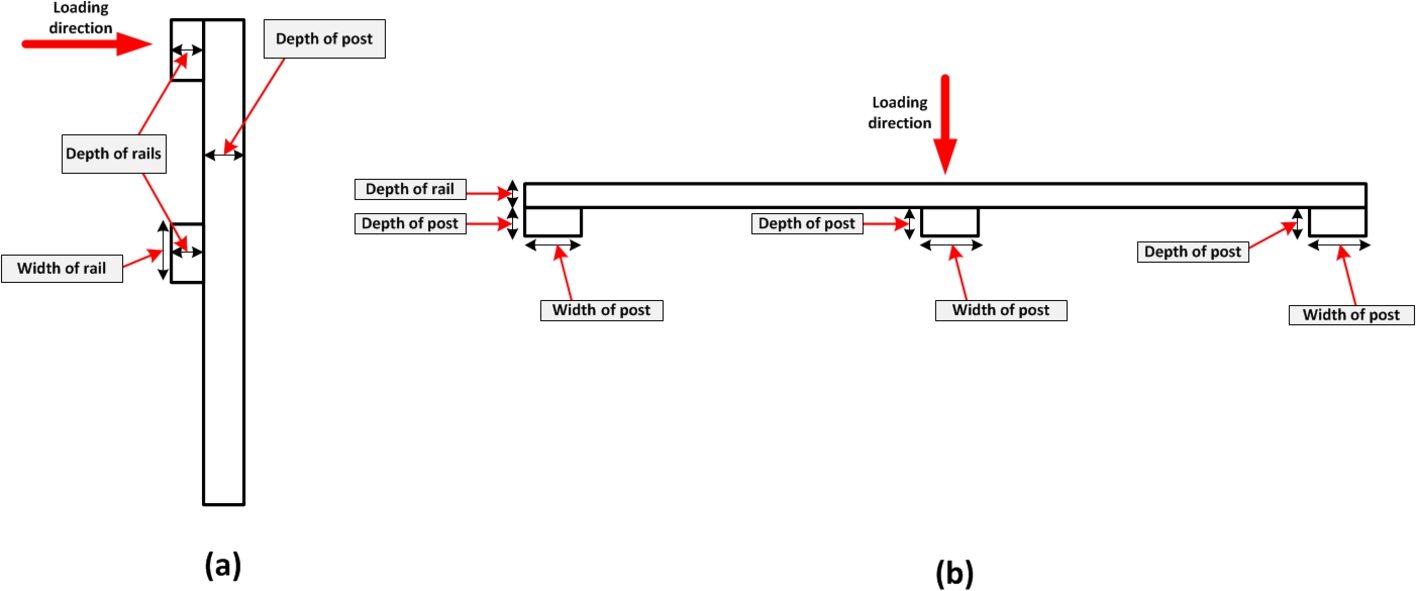 Loading
direction
Depth of post
Depth of rails
Width of rail
(a)
Loading
direction
Depth of rail
Depth of post
Depth of post
Depth of post
Width of post
Width of post
Width of post
(b)